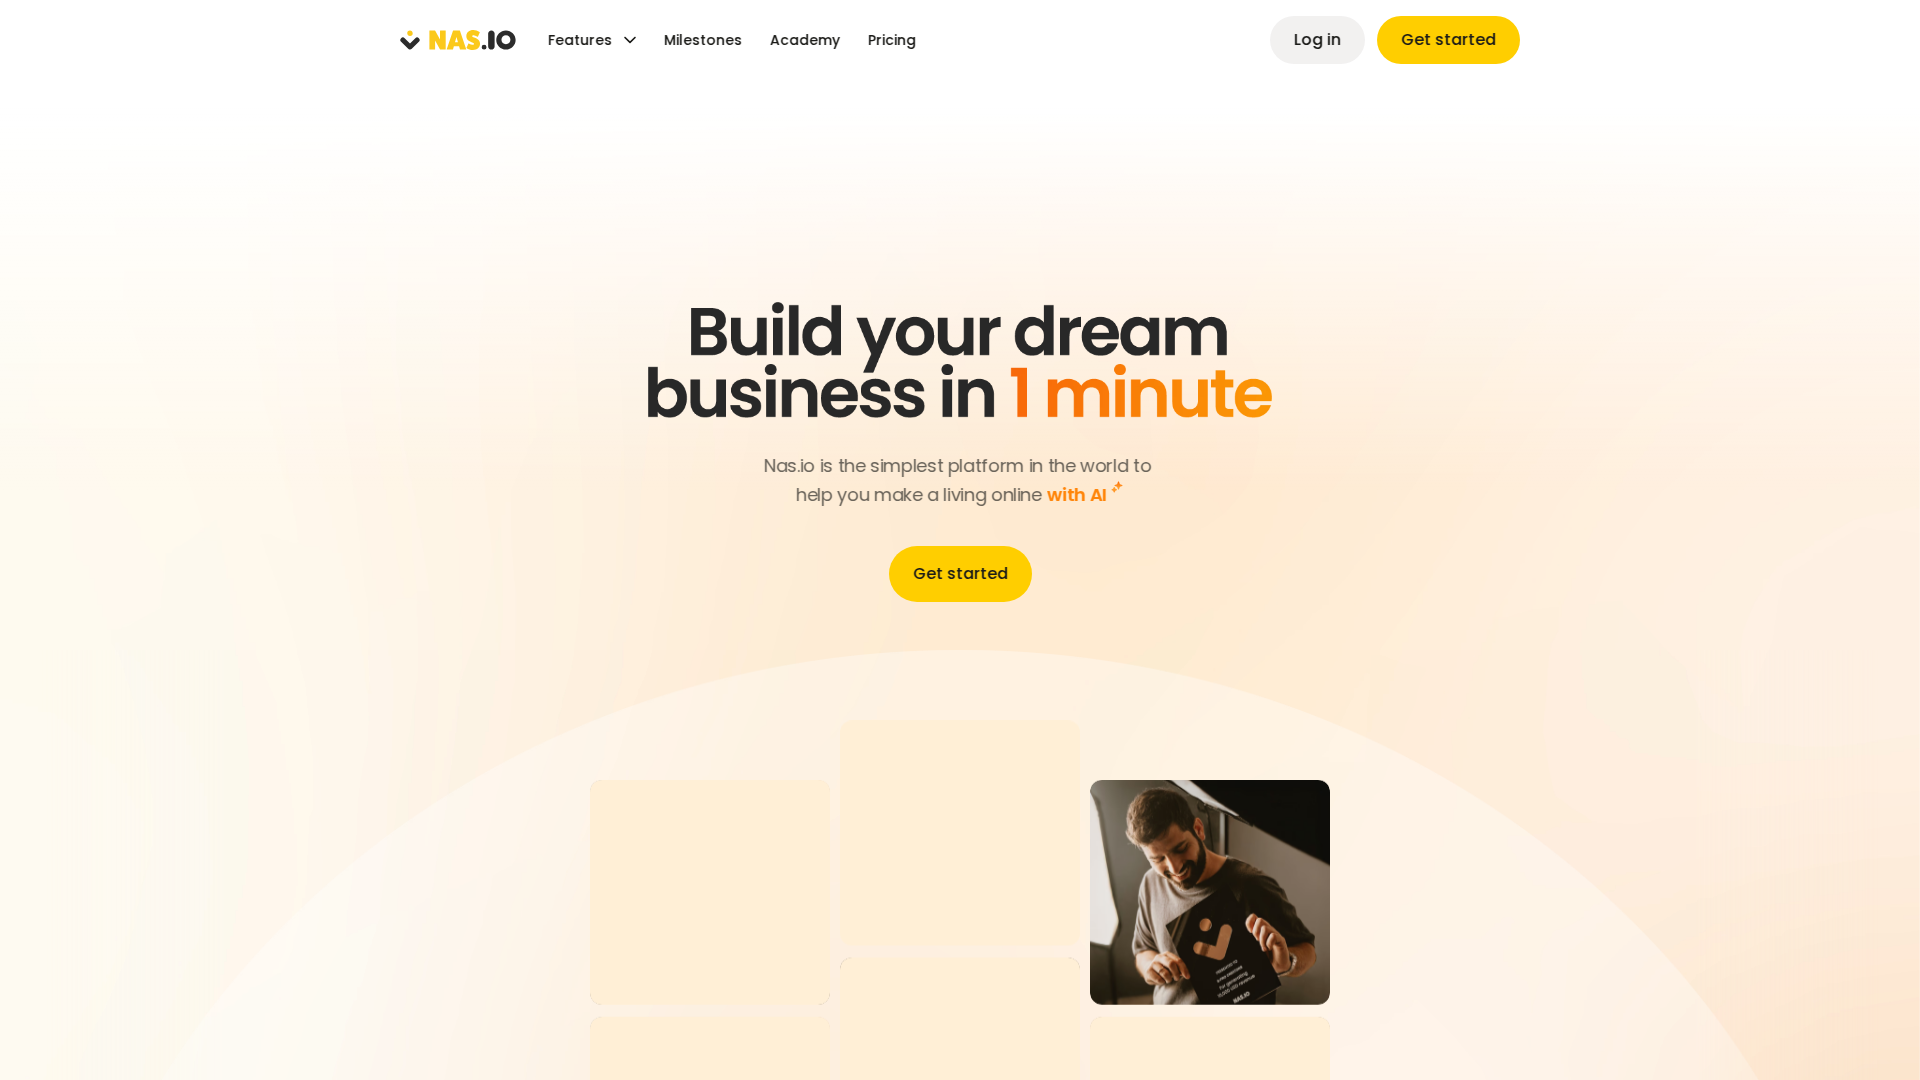 NAS.IO
Features
Milestones
Academy
Pricing
Log in
Get started
Build your dream
business in 1 minute
Nas.io is the simplest platform in the world to
help you make a living online with AI
Get started
NAS.IO